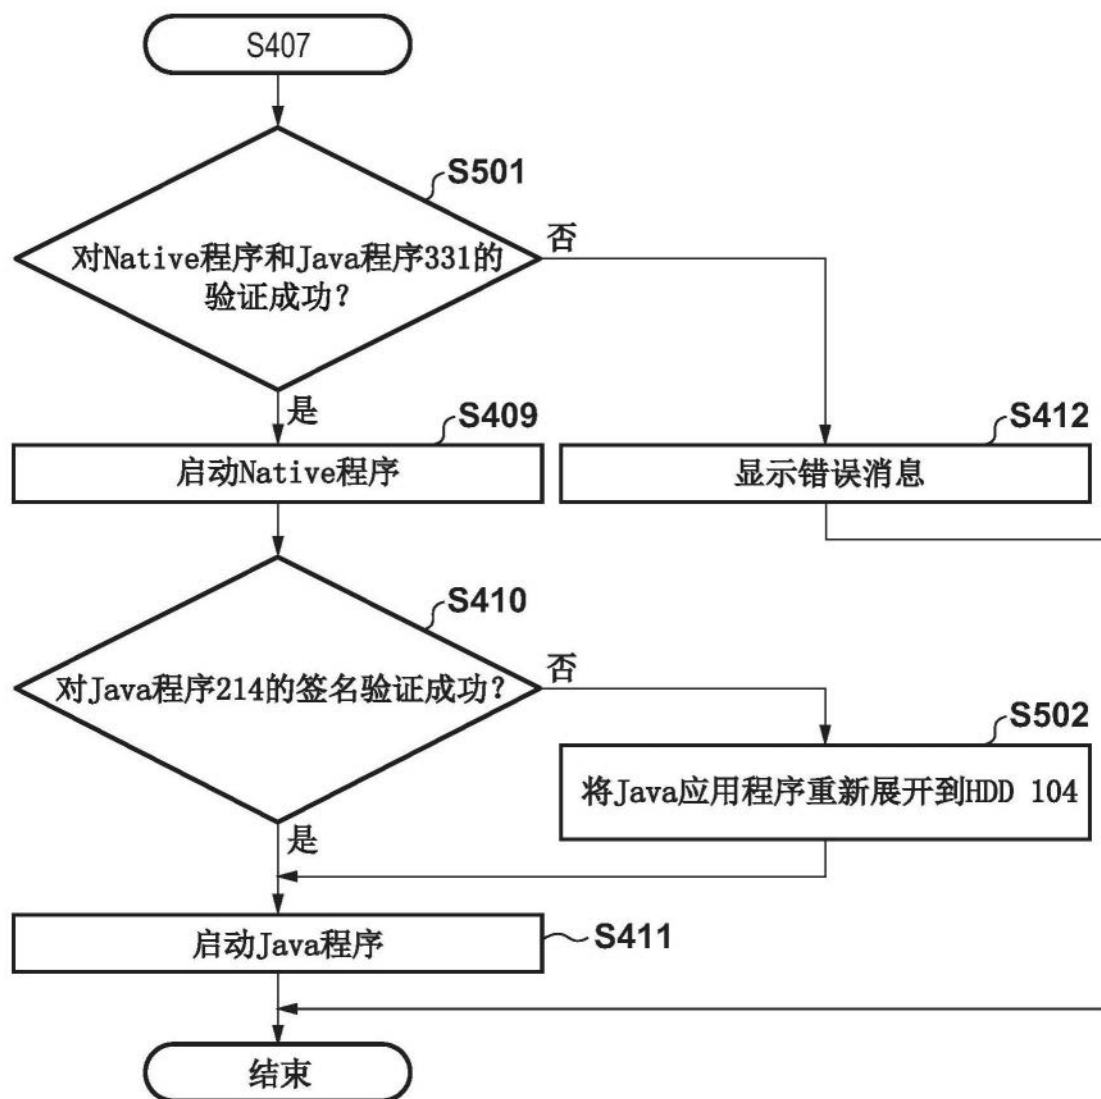 S407
S501
对Native程序和Java程序331的
验证成功?
否
是
S409
启动Native程序
S412
显示错误消息
S410
对Java程序214的签名验证成功?
否
S502
将Java应用程序重新展开到HDD 104
是
启动Java程序
S411
结束